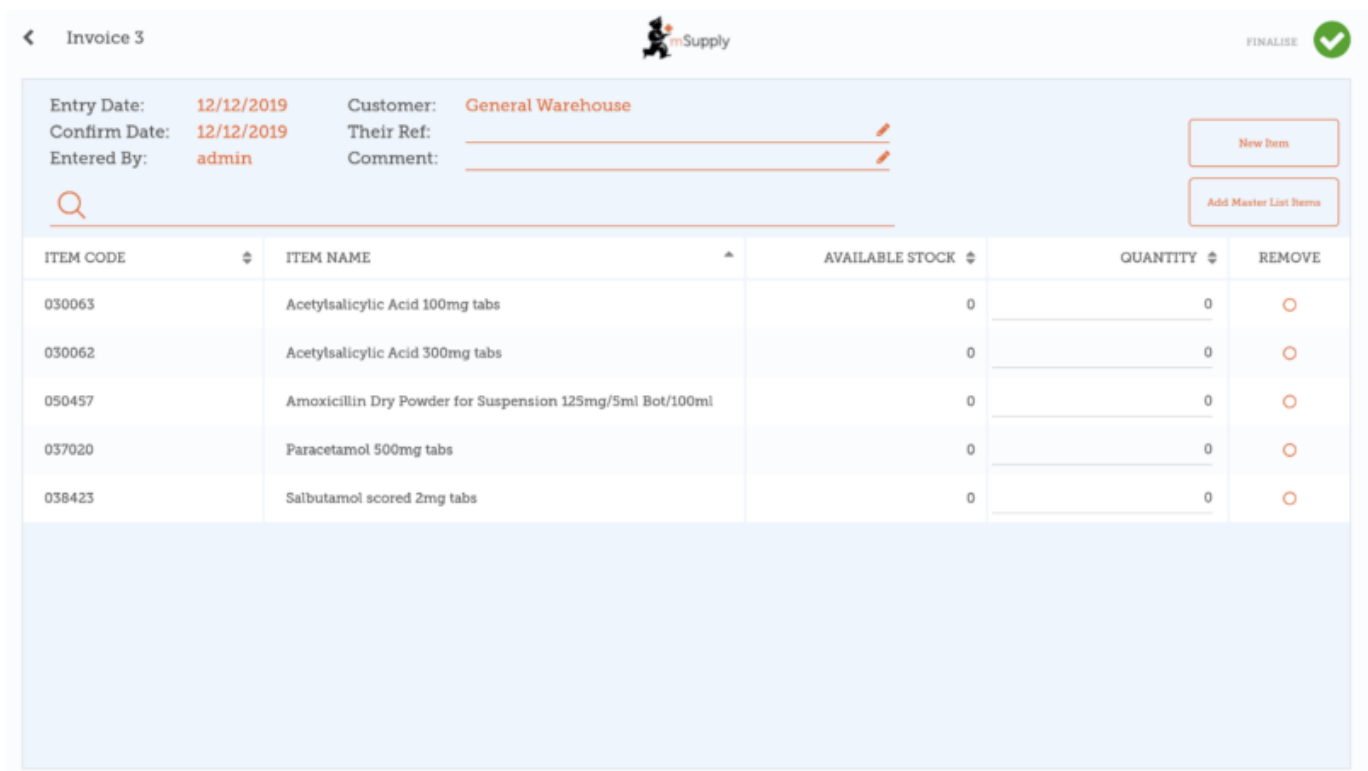 Invoice 3
mSupply
FINALISE
Entry Date: 12/12/2019 Customer: General Warehouse
Confirm Date: 12/12/2019 Their Ref:
Entered By: admin Comment:
New Item
Add Master List Items
ITEM CODE ITEM NAME AVAILABLE STOCK QUANTITY REMOVE
030063 Acetylsalicylic Acid 100mg tabs 0 0
030062 Acetylsalicylic Acid 300mg tabs 0 0
050457 Amoxicillin Dry Powder for Suspension 125mg/5ml Bot/100ml 0 0
037020 Paracetamol 500mg tabs 0 0
038423 Salbutamol scored 2mg tabs 0 0